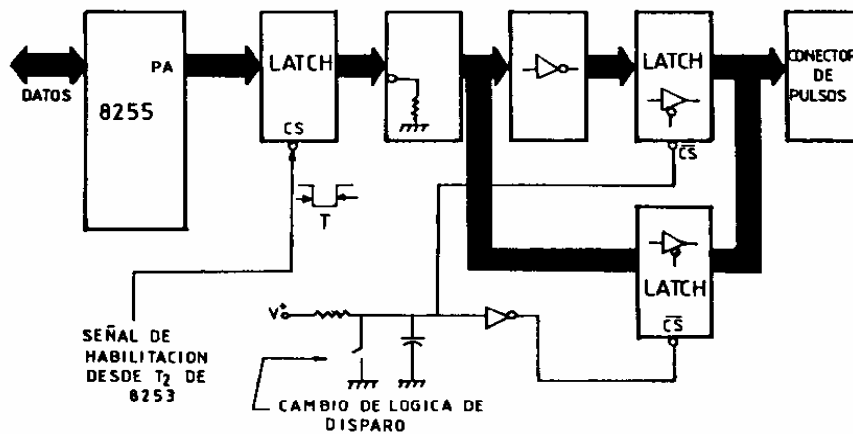 DATOS
PA
8255
LATCH
CS
T
LATCH
CS
CONECTOR
DE
PULSOS
LATCH
CS
V+
SEÑAL DE
HABILITACION
DESDE T2 DE
8253
CAMBIO DE LOGICA DE
DISPARO